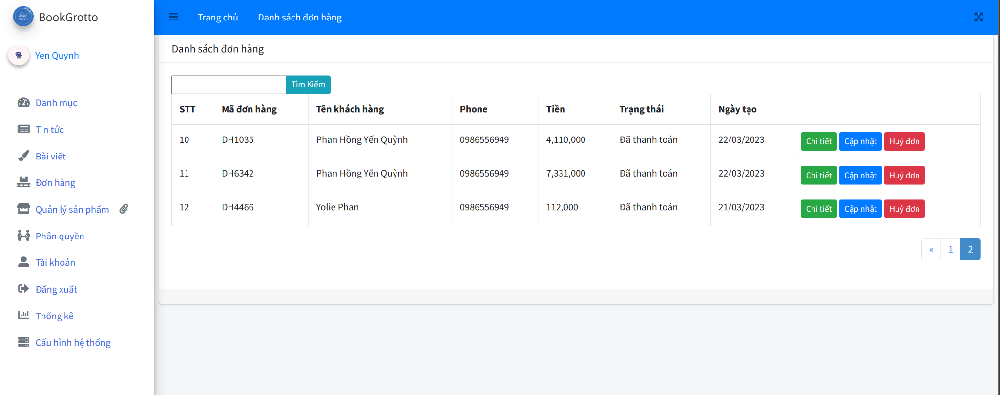 BookGrotto
Trang chủ Danh sách đơn hàng
Yen Quynh
Danh mục
Tin tức
Bài viết
Đơn hàng
Quản lý sản phẩm
Phân quyền
Tài khoản
Đăng xuất
Thống kê
Cấu hình hệ thống
Danh sách đơn hàng
Tìm Kiếm
STT Mã đơn hàng Tên khách hàng Phone Tiền Trạng thái Ngày tạo
10 DH1035 Phan Hồng Yến Quỳnh 0986556949 4,110,000 Đã thanh toán 22/03/2023 Chi tiết Cập nhật Huỷ đơn
11 DH6342 Phan Hồng Yến Quỳnh 0986556949 7,331,000 Đã thanh toán 22/03/2023 Chi tiết Cập nhật Huỷ đơn
12 DH4466 Yolie Phan 0986556949 112,000 Đã thanh toán 21/03/2023 Chi tiết Cập nhật Huỷ đơn
« 1 2